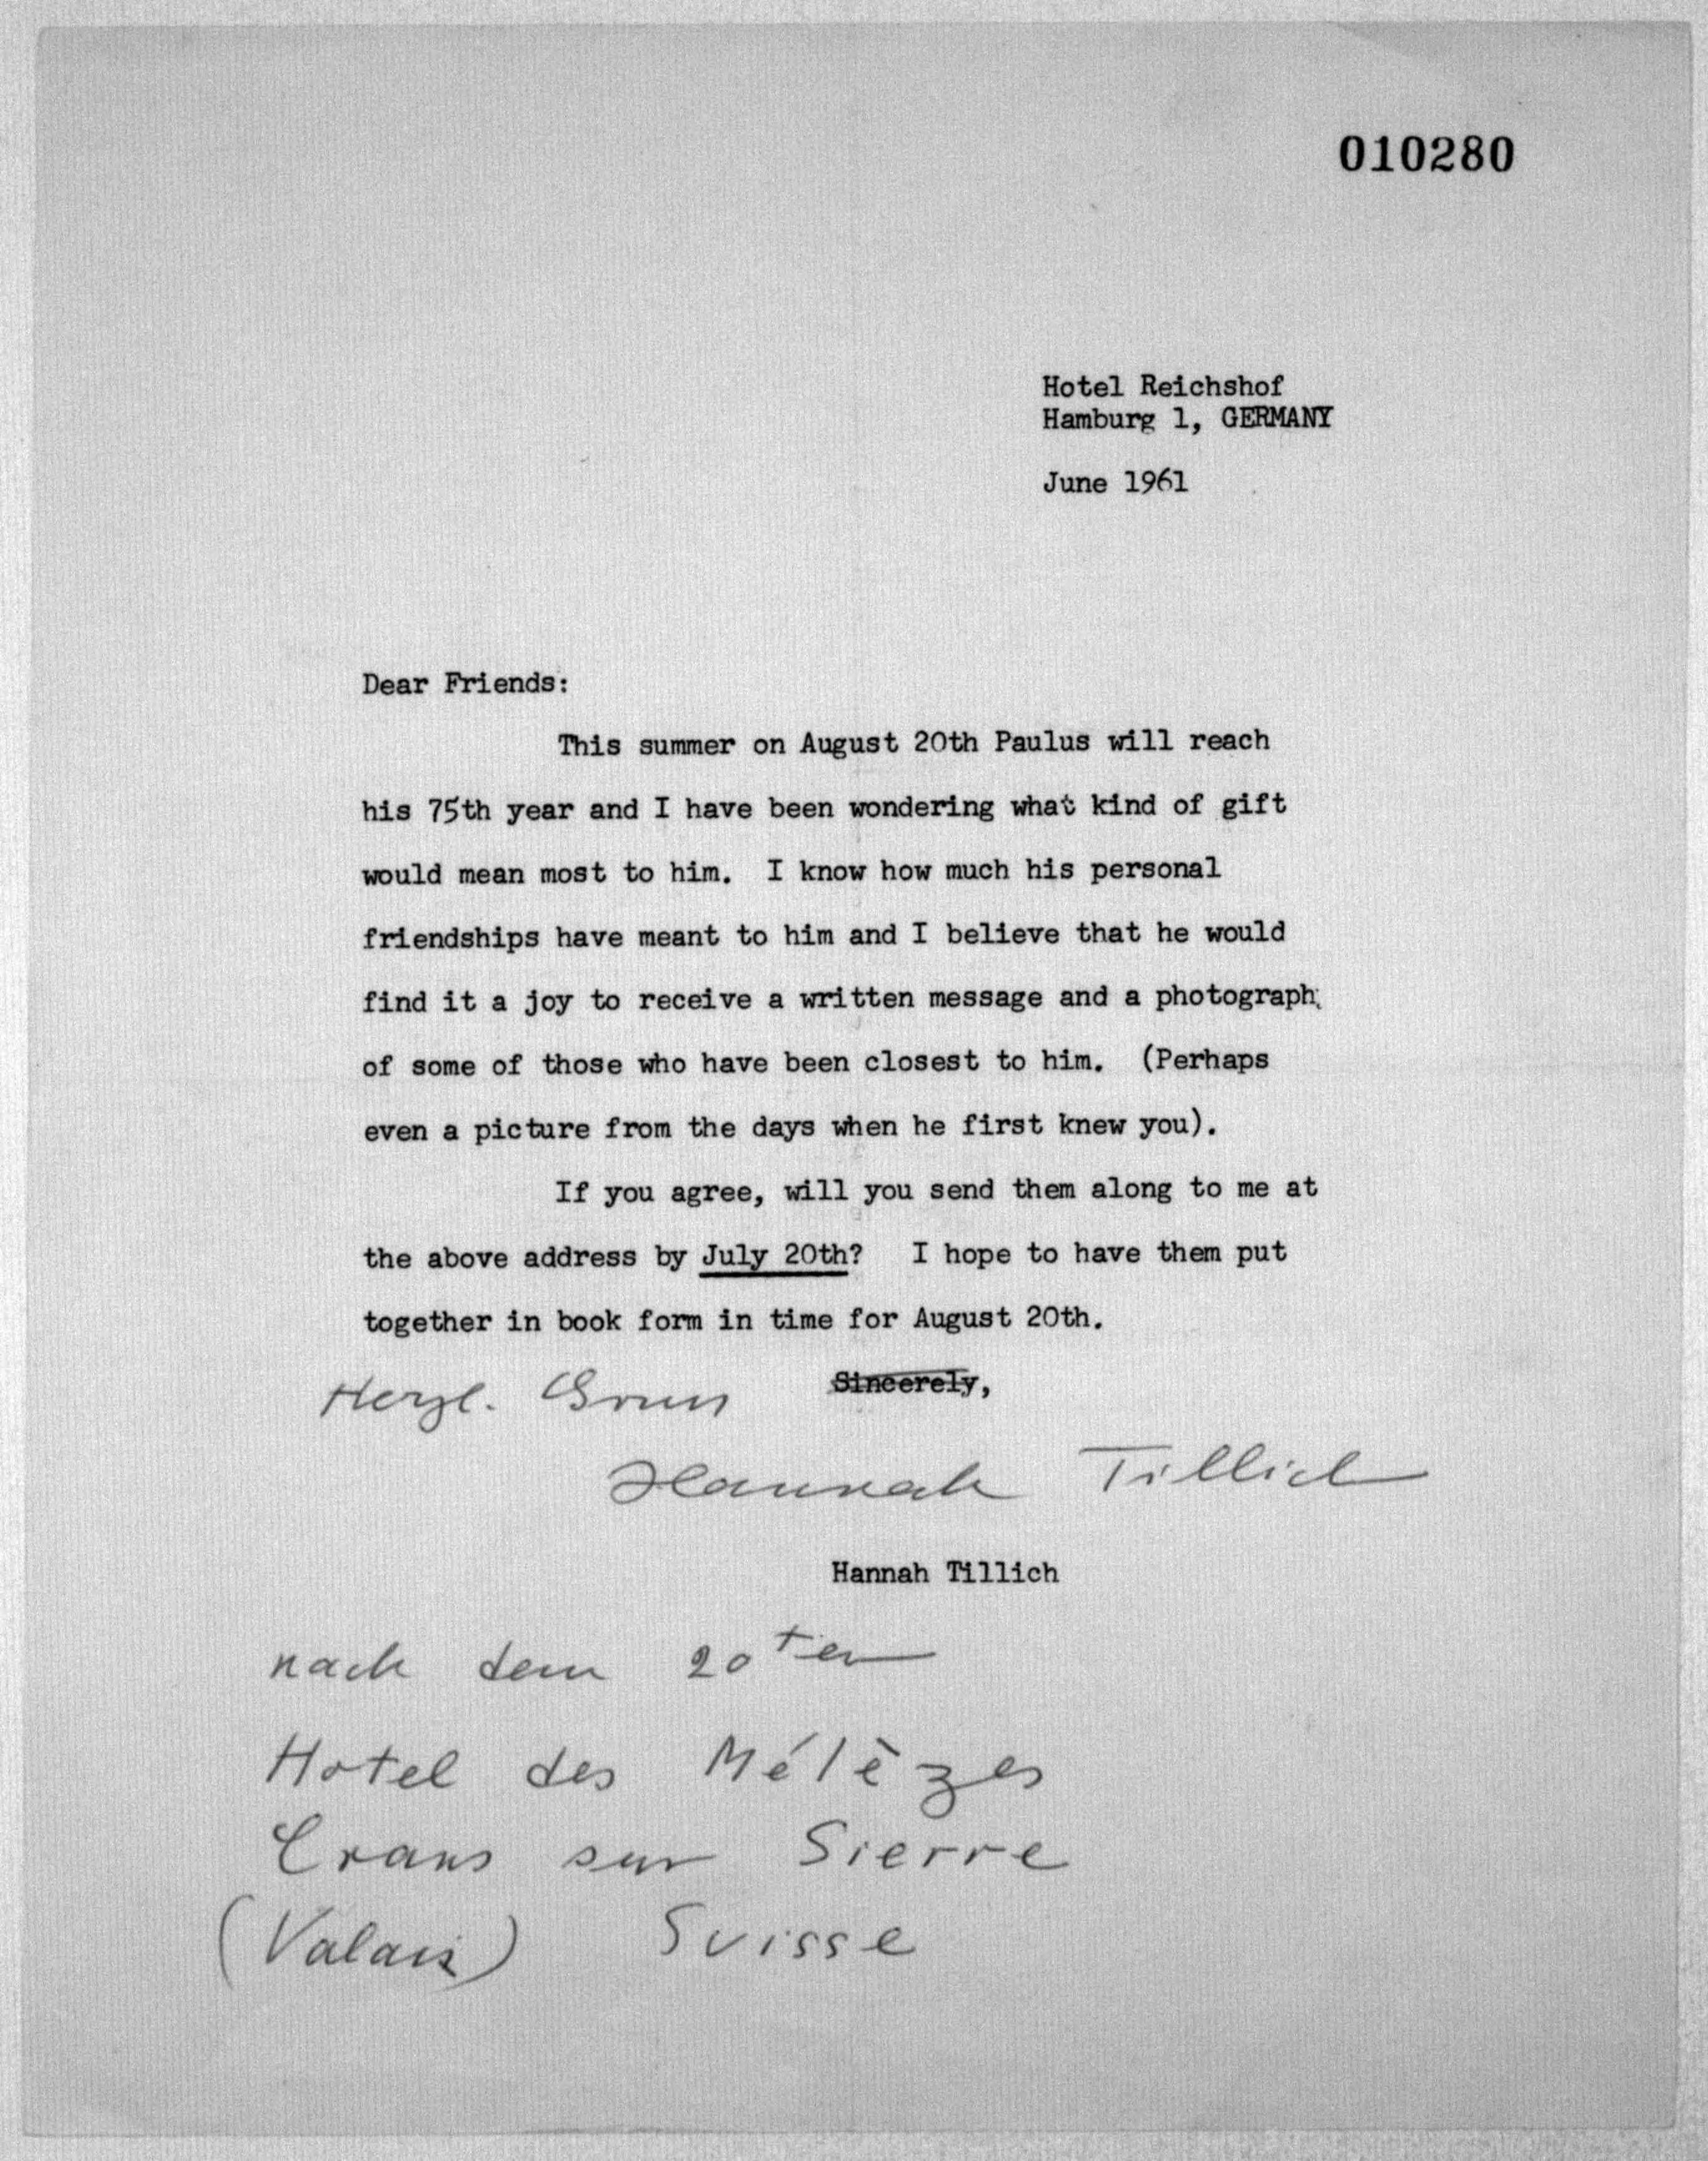 010280
Hotel Reichshof
Hamburg 1, GERMANY
June 1961
Dear Friends:
This summer on August 20th Paulus will reach
his 75th year and I have been wondering what kind of gift
would mean most to him. I know how much his personal
friendships have meant to him and I believe that he would
find it a joy to receive a written message and a photograph
of some of those who have been closest to him. (Perhaps
even a picture from the days when he first knew you).
If you agree, will you send them along to me at
the above address by July 20th? I hope to have them put
together in book form in time for August 20th.
Herzl. Sincerely,
Hannah Tillich
Hannah Tillich
nach dem 20ten
Hotel des Mélèzes
Crans sur Sierre
(Valais) Suisse